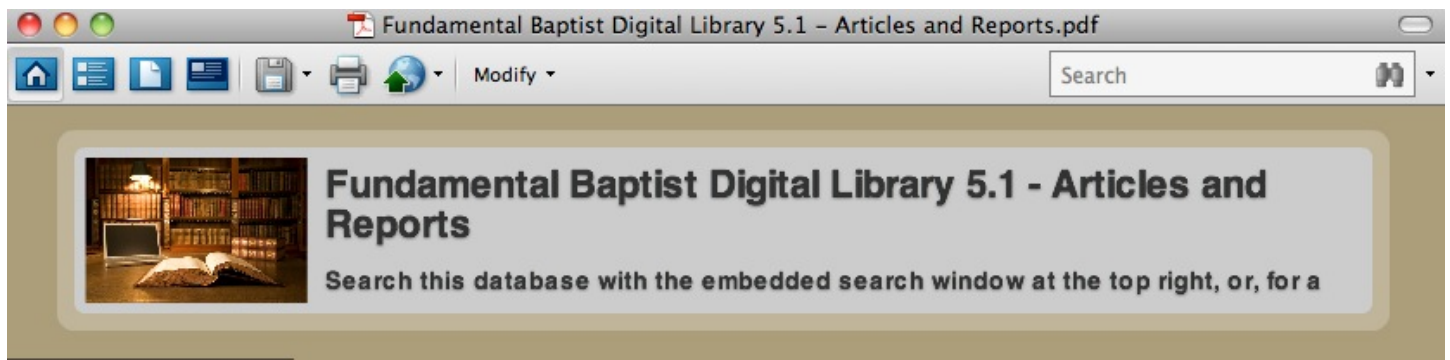 Fundamental Baptist Digital Library 5.1 – Articles and Reports.pdf
Modify
Search
Fundamental Baptist Digital Library 5.1 - Articles and
Reports
Search this database with the embedded search window at the top right, or, for a